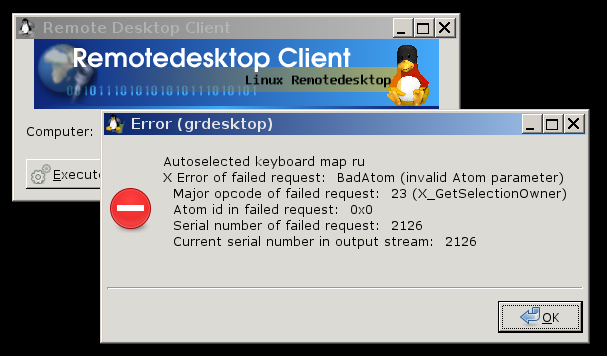 Remote Desktop Client
Remotedesktop Client
Linux Remotedesktop
Computer:
Execute
Error (grdesktop)
Autoselected keyboard map ru
X Error of failed request:  BadAtom (invalid Atom parameter)
Major opcode of failed request:  23 (X_GetSelectionOwner)
Atom id in failed request:  0x0
Serial number of failed request:  2126
Current serial number in output stream:  2126
OK